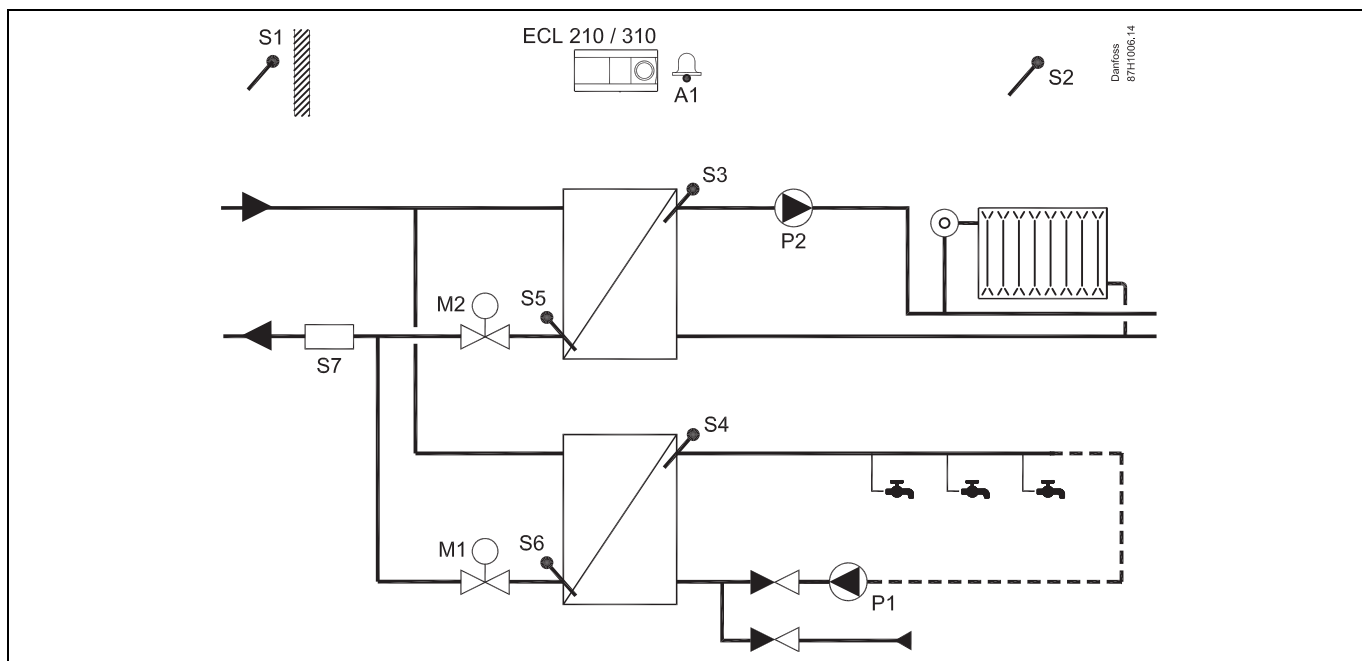 S1
ECL 210 / 310
A1
S2
Danfoss
87H1006.14
S3
P2
M2
S5
S7
S4
M1
S6
P1